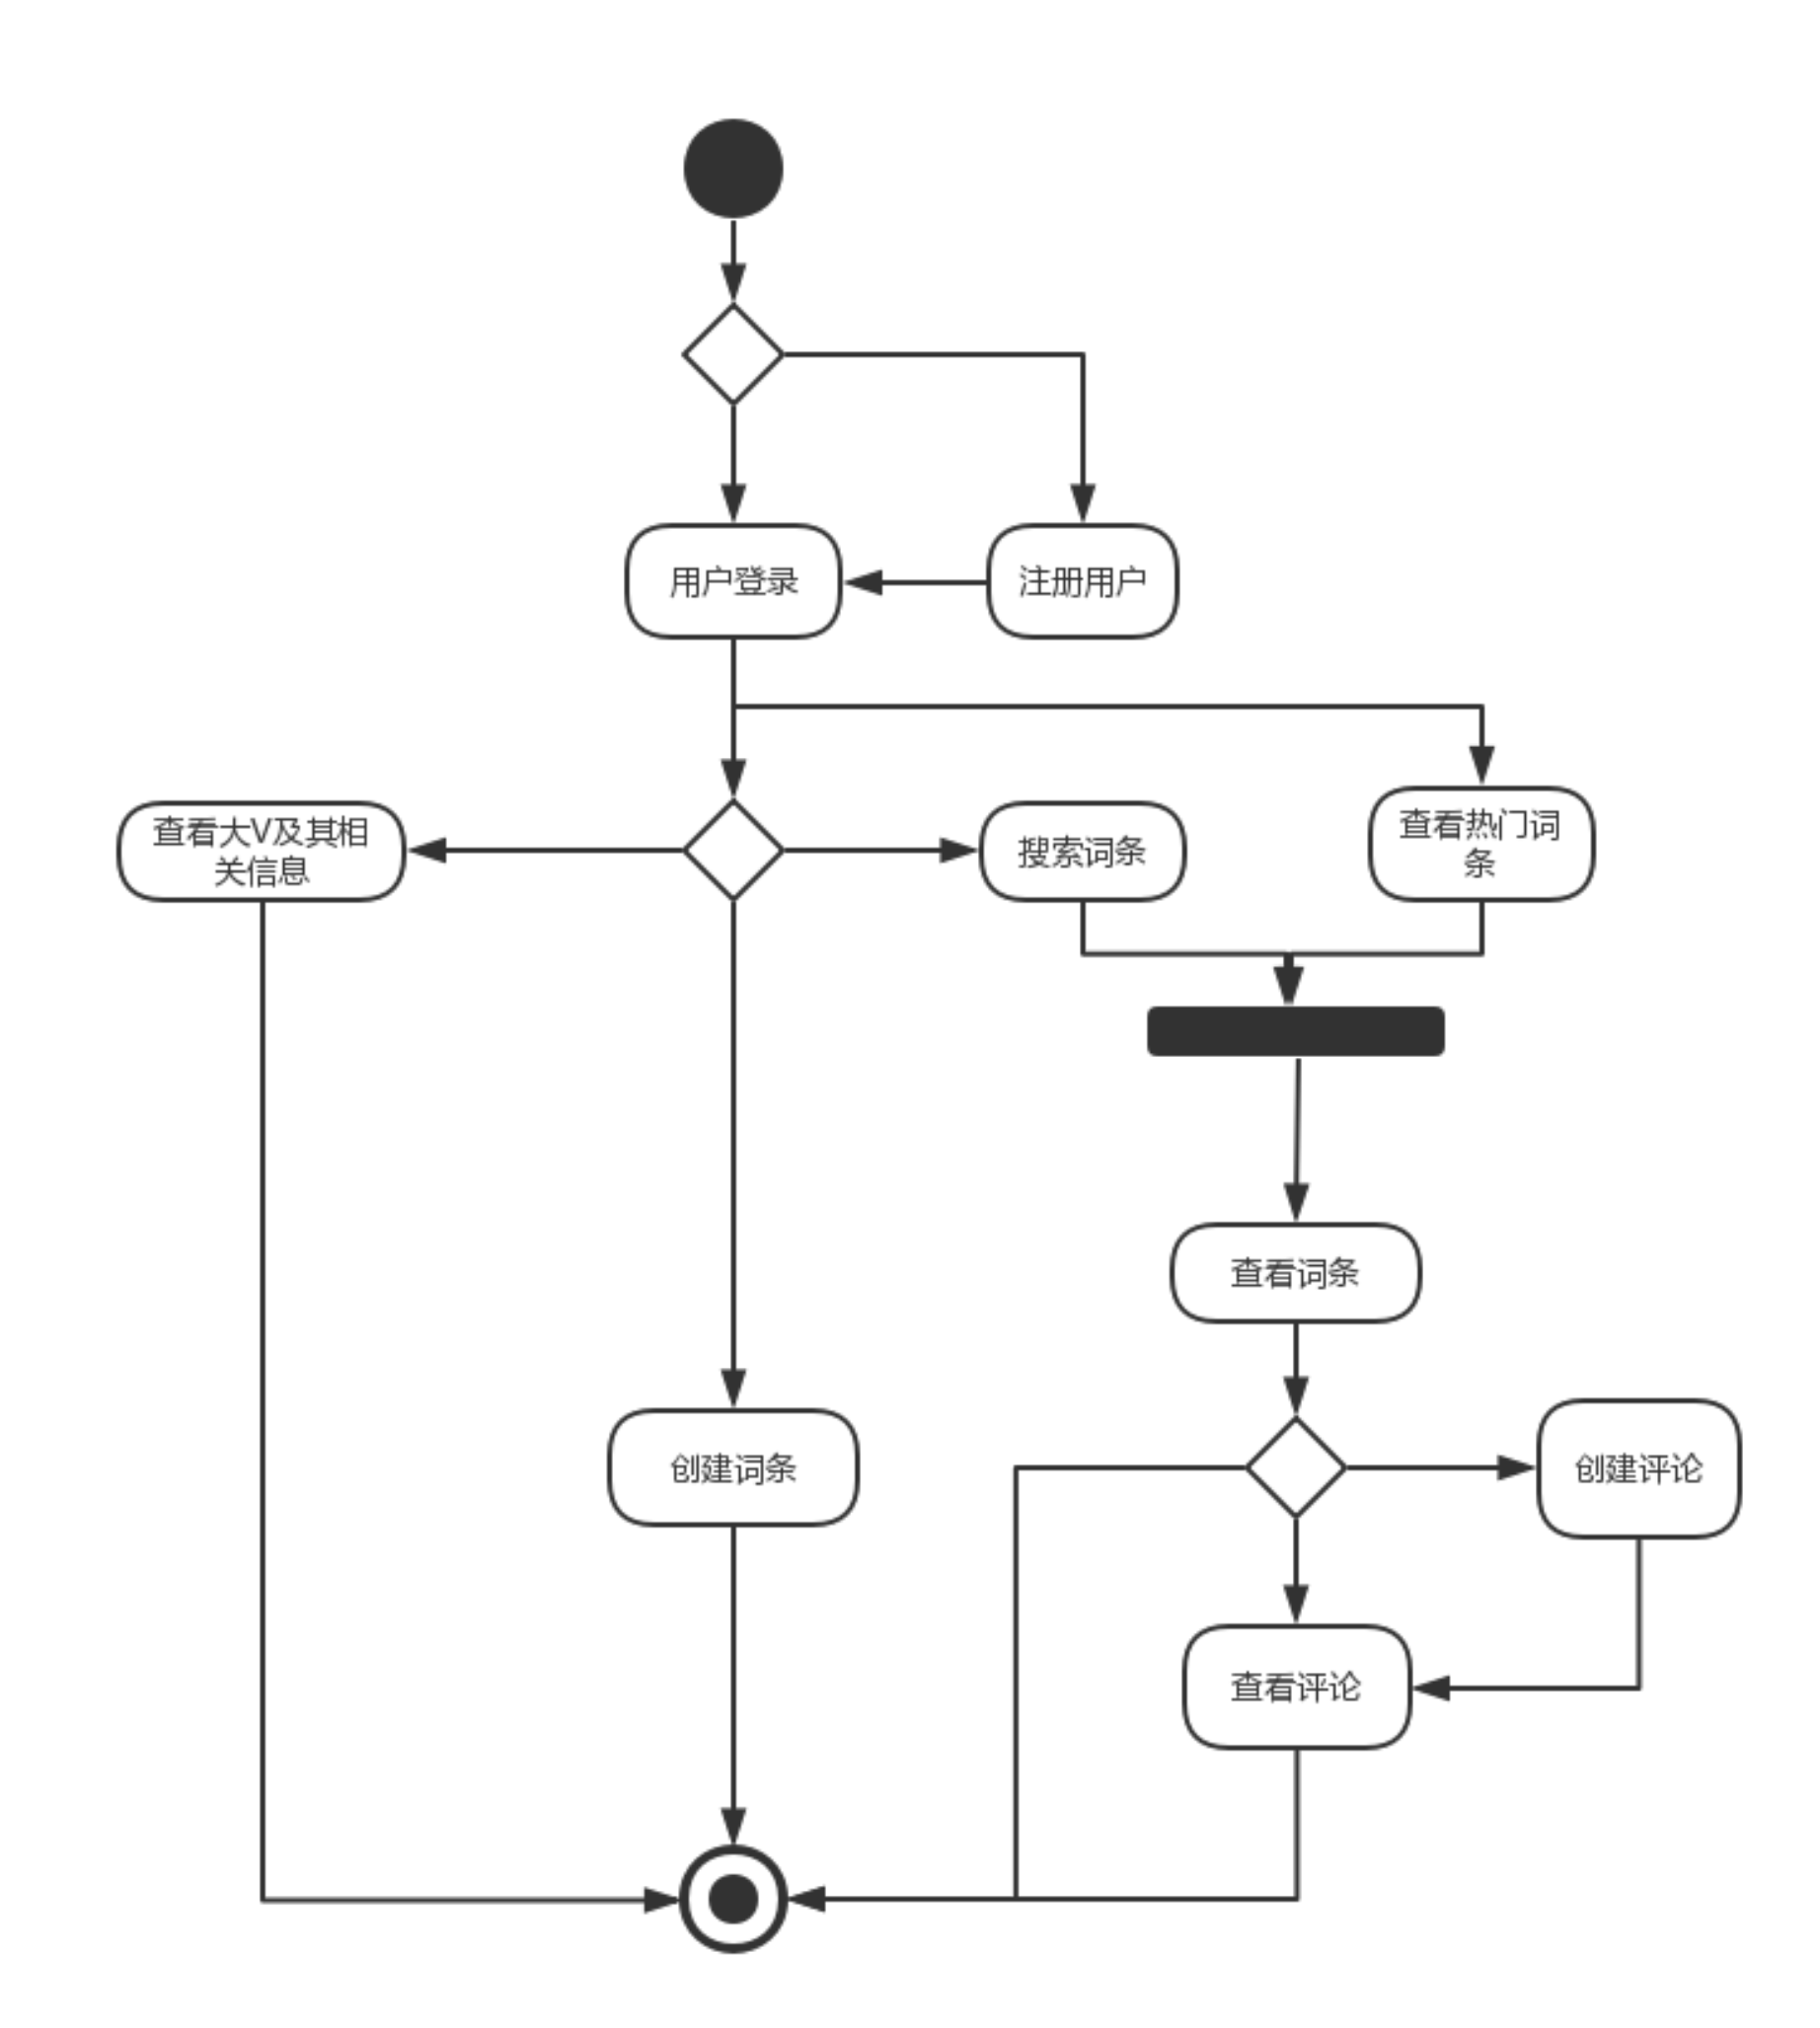 用户登录
注册用户
查看大V及其相
关信息
搜索词条
查看热门词
条
查看词条
创建词条
创建评论
查看评论